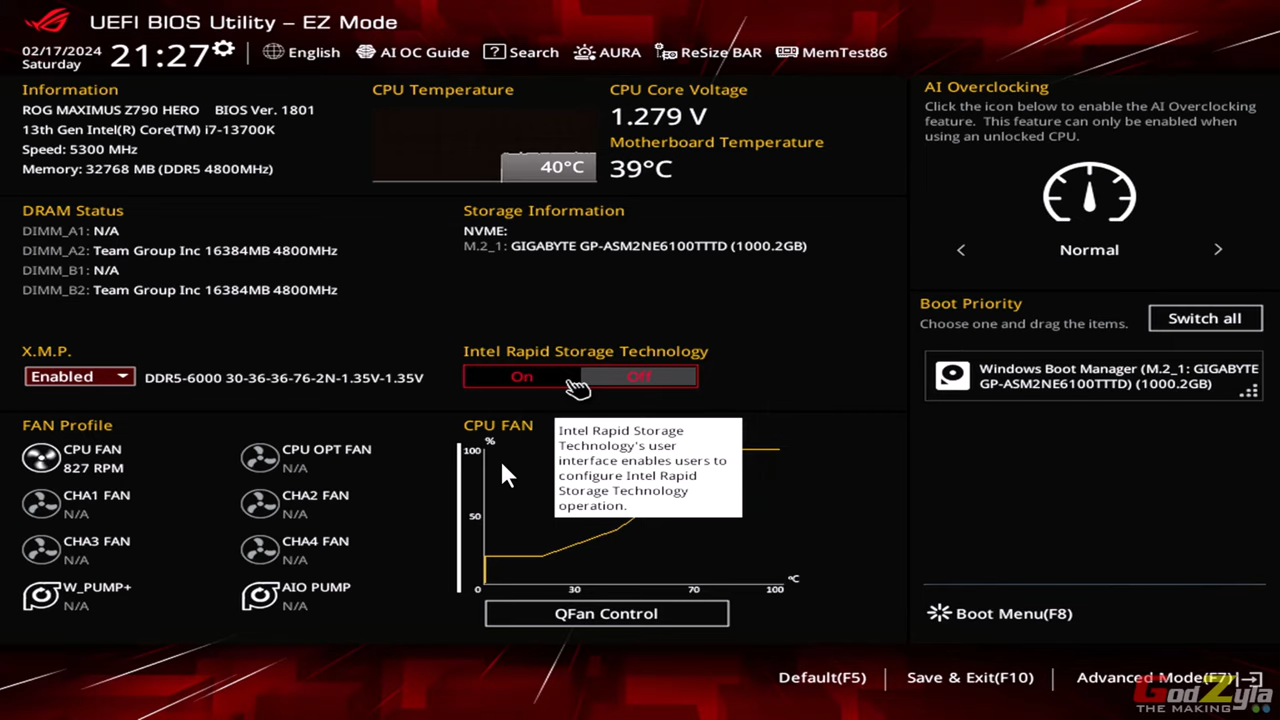 UEFI BIOS Utility – EZ Mode
02/17/2024
Saturday
21:27
English
AI OC Guide
? Search
AURA
ReSize BAR
MemTest86
Information
ROG MAXIMUS Z790 HERO BIOS Ver. 1801
13th Gen Intel(R) Core(TM) i7-13700K
Speed: 5300 MHz
Memory: 32768 MB (DDR5 4800MHz)
CPU Temperature
40°C
CPU Core Voltage
1.279 V
Motherboard Temperature
39°C
AI Overclocking
Click the icon below to enable the AI Overclocking
feature. This feature can only be enabled when
using an unlocked CPU.
Normal
DRAM Status
DIMM_A1: N/A
DIMM_A2: Team Group Inc 16384MB 4800MHz
DIMM_B1: N/A
DIMM_B2: Team Group Inc 16384MB 4800MHz
Storage Information
NVME:
M.2_1: GIGABYTE GP-ASM2NE6100TTTD (1000.2GB)
Boot Priority
Choose one and drag the items.
Switch all
Windows Boot Manager (M.2_1: GIGABYTE
GP-ASM2NE6100TTTD) (1000.2GB)
X.M.P.
Enabled
DDR5-6000 30-36-36-76-2N-1.35V-1.35V
Intel Rapid Storage Technology
On
Off
Intel Rapid Storage
Technology's user
interface enables users to
configure Intel Rapid
Storage Technology
operation.
FAN Profile
CPU FAN
827 RPM
CPU OPT FAN
N/A
CHA1 FAN
N/A
CHA2 FAN
N/A
CHA3 FAN
N/A
CHA4 FAN
N/A
W_PUMP+
N/A
AIO PUMP
N/A
CPU FAN
%
100
50
0
30
70
100
°C
QFan Control
Boot Menu(F8)
Default(F5)
Save & Exit(F10)
Advanced Mode(F7)
GodZyla
THE MAKING